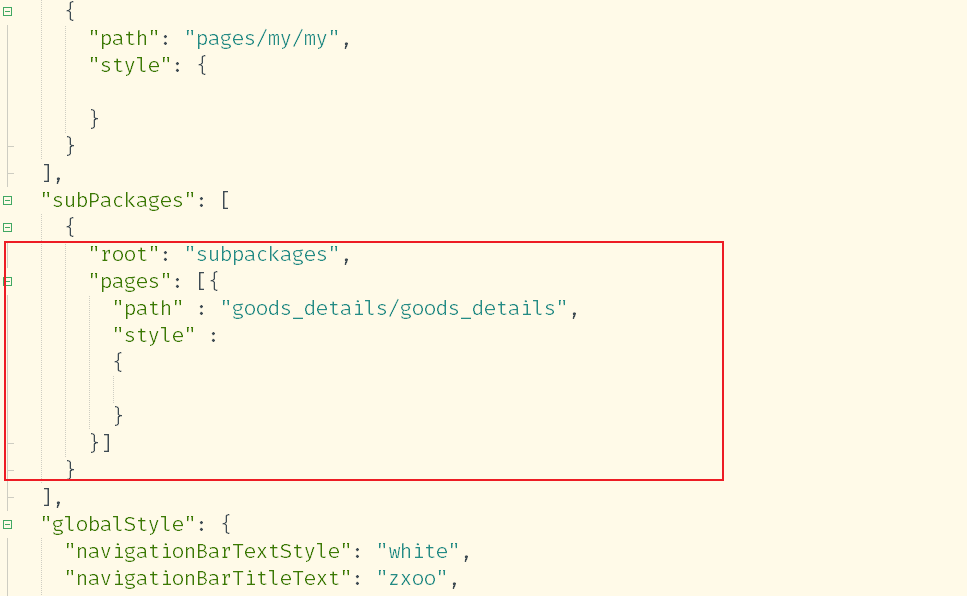 {
"path": "pages/my/my",
"style": {
}
}
],
"subPackages": [
{
"root": "subpackages",
"pages": [{
"path" : "goods_details/goods_details",
"style" :
{
}
}]
}
],
"globalStyle": {
"navigationBarTextStyle": "white",
"navigationBarTitleText": "zxoo",